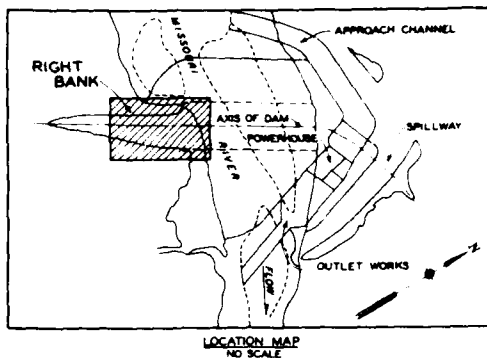 APPROACH CHANNEL
MISSOURI
RIGHT
BANK
AXIS OF DAM
POWERHOUSE
SPILLWAY
RIVER
OUTLET WORKS
FLOW
N
LOCATION MAP
NO SCALE